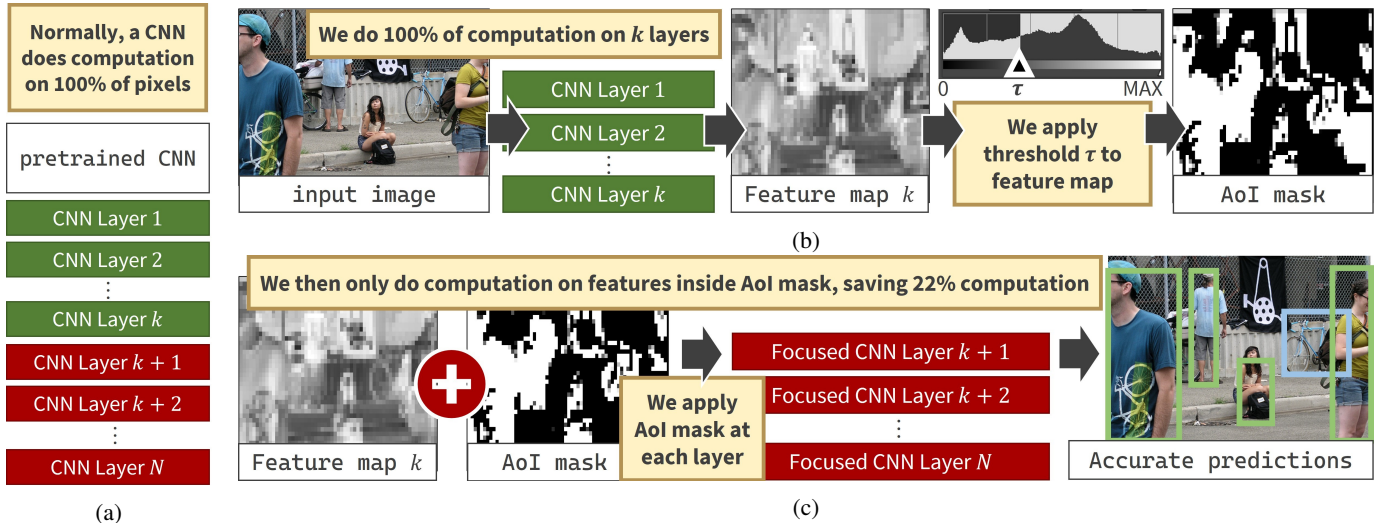 Normally, a CNN
does computation
on 100% of pixels
pretrained CNN
CNN Layer 1
CNN Layer 2
⋮
CNN Layer k
CNN Layer k + 1
CNN Layer k + 2
⋮
CNN Layer N
(a)
We do 100% of computation on k layers
input image
CNN Layer 1
CNN Layer 2
⋮
CNN Layer k
Feature map k
0 τ MAX
We apply
threshold τ to
feature map
AoI mask
(b)
We then only do computation on features inside AoI mask, saving 22% computation
Feature map k
AoI mask
We apply
AoI mask at
each layer
Focused CNN Layer k + 1
Focused CNN Layer k + 2
⋮
Focused CNN Layer N
Accurate predictions
(c)